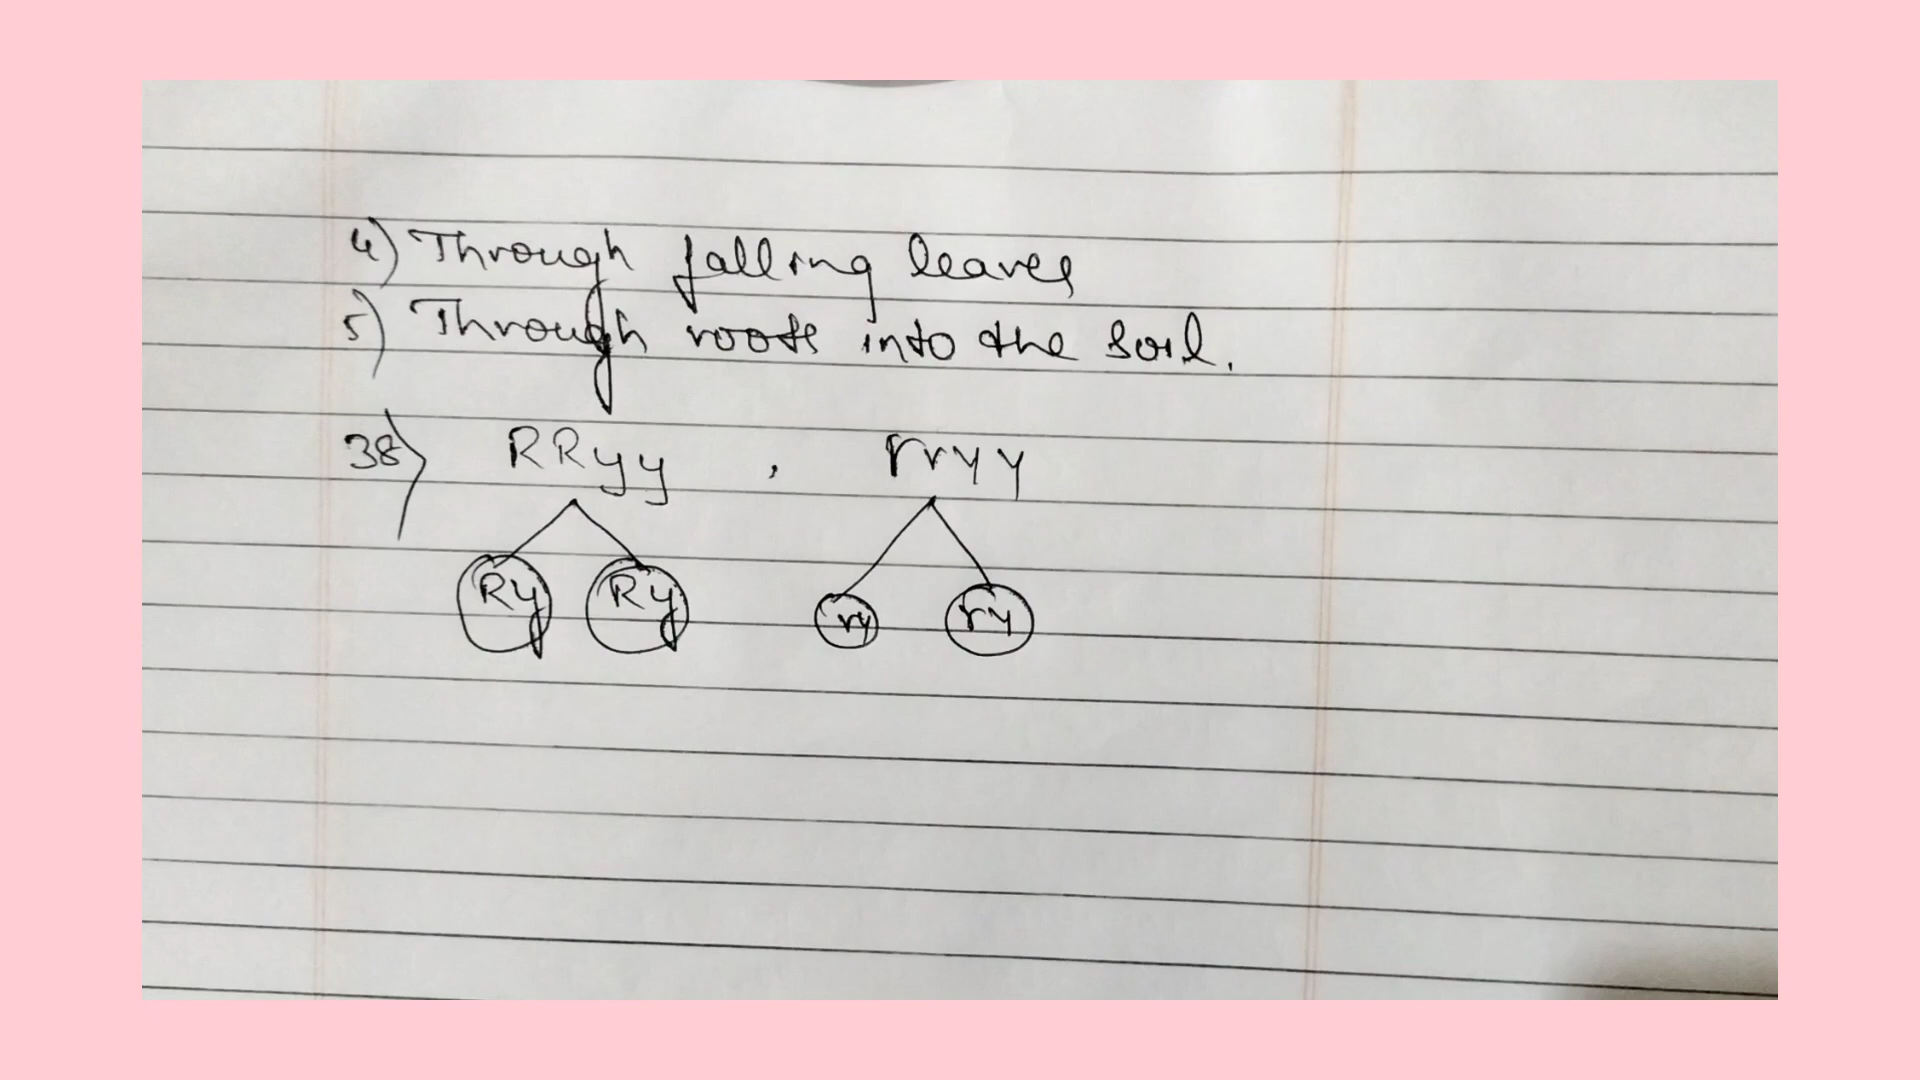 4) Through falling leaves
5) Through roots into the soil.
38) RRyy , rryy
Ry Ry ry ry